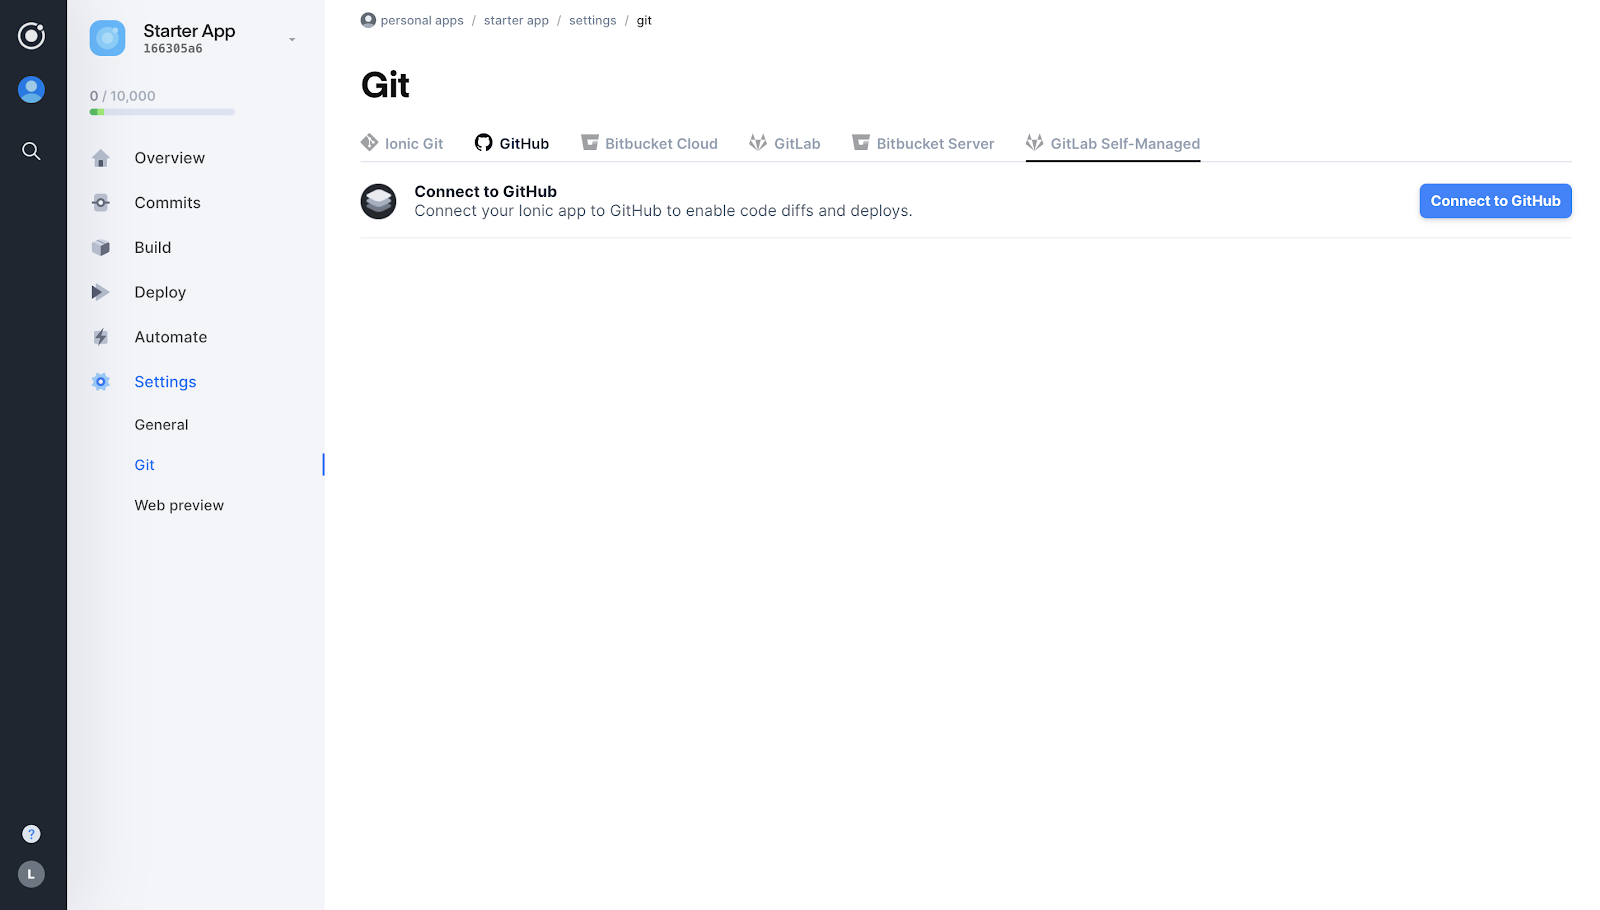 personal apps / starter app / settings / git
Starter App
166305a6
0 / 10,000
Overview
Commits
Build
Deploy
Automate
Settings
General
Git
Web preview
?
L
Git
Ionic Git GitHub Bitbucket Cloud GitLab Bitbucket Server GitLab Self-Managed
Connect to GitHub
Connect your Ionic app to GitHub to enable code diffs and deploys.
Connect to GitHub